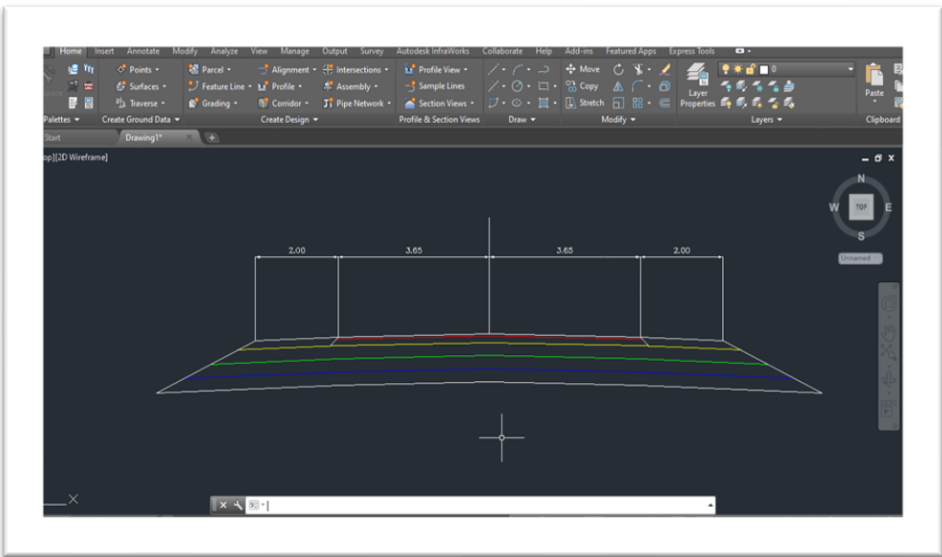 Home Insert Annotate Modify Analyze View Manage Output Survey Autodesk InfraWorks Collaborate Help Add-ins Featured Apps Express Tools
Points Parcel Alignment Intersections Profile View Move 0
Surfaces Feature Line Profile Assembly Sample Lines Copy
Traverse Grading Corridor Pipe Network Section Views Stretch Layer Properties Paste
Palettes Create Ground Data Create Design Profile & Section Views Draw Modify Layers Clipboard
Start Drawing1* +
op][2D Wireframe]
N
W TOP E
S
Unnamed
2.00 3.65 3.65 2.00
X